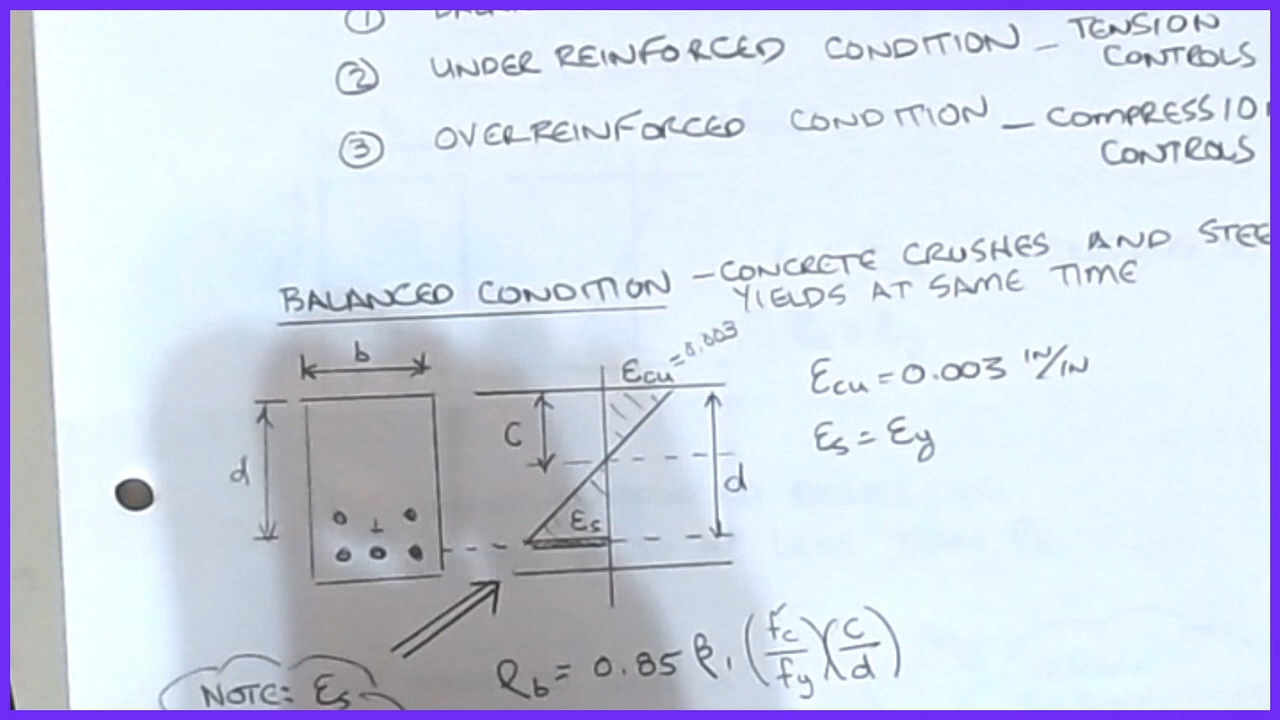 ①
② UNDER REINFORCED CONDITION - TENSION
CONTROLS
③ OVERREINFORCED CONDITION - COMPRESSIO
CONTROLS
BALANCED CONDITION - CONCRETE CRUSHES AND STEE
YIELDS AT SAME TIME
b
εcu = 0.003
εcu = 0.003 IN/IN
C
εs = εy
d
d
εs
ρb = 0.85 β₁ (f'c/fy)(c/d)
NOTE: εs